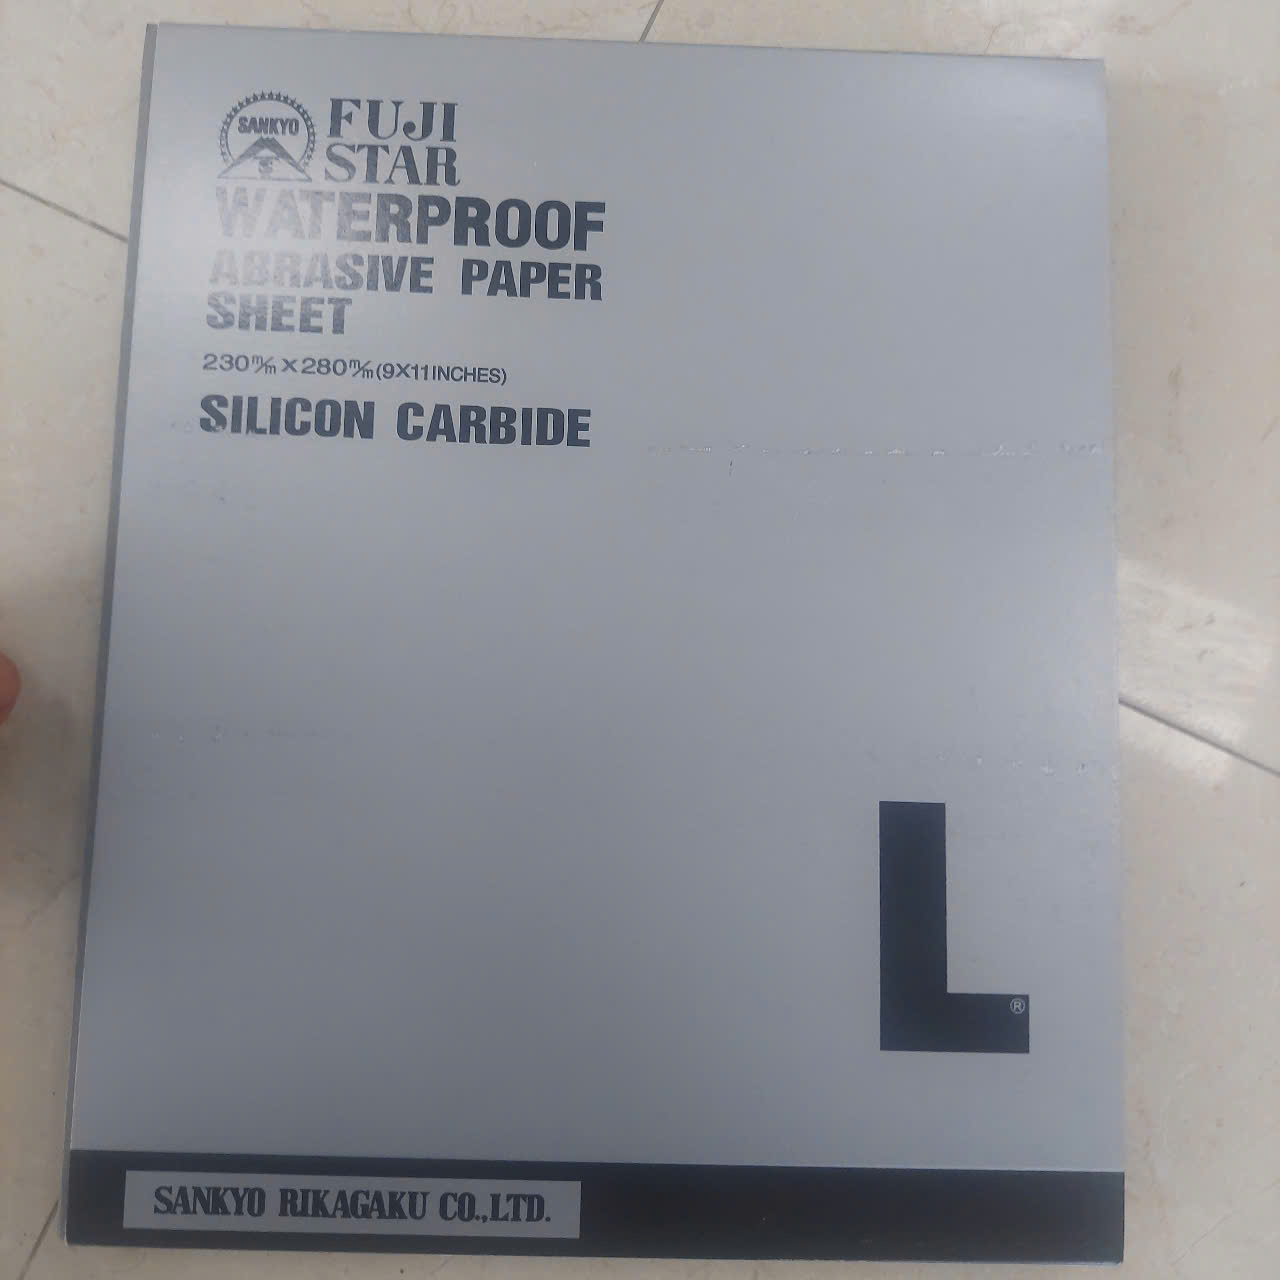 SANKYO
FUJI
STAR
WATERPROOF
ABRASIVE PAPER
SHEET
230m/m X 280m/m (9X11 INCHES)
SILICON CARBIDE
L
®
SANKYO RIKAGAKU CO.,LTD.